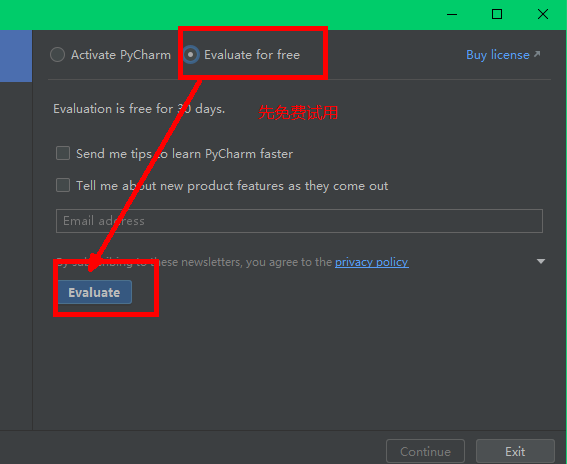 Activate PyCharm Evaluate for free Buy license
Evaluation is free for 30 days.
先免费试用
Send me tips to learn PyCharm faster
Tell me about new product features as they come out
Email address
By subscribing to these newsletters, you agree to the privacy policy
Evaluate
Continue Exit